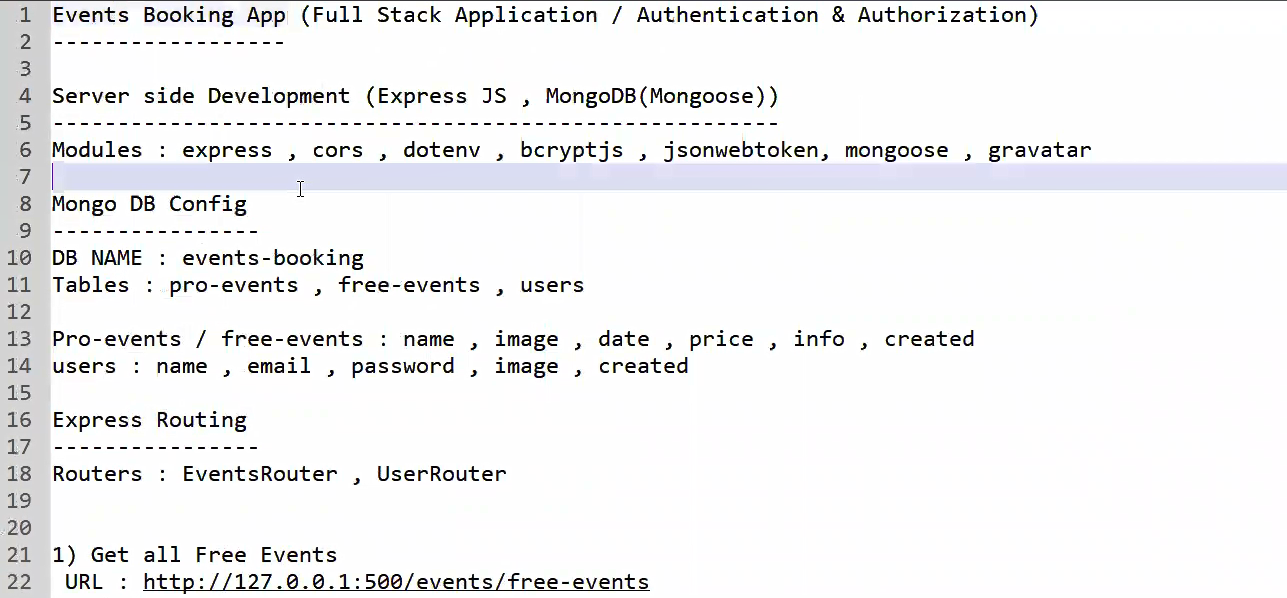 1 Events Booking App (Full Stack Application / Authentication & Authorization)
2 ------------------
3
4 Server side Development (Express JS , MongoDB(Mongoose))
5 --------------------------------------------------------
6 Modules : express , cors , dotenv , bcryptjs , jsonwebtoken, mongoose , gravatar
7
8 Mongo DB Config
9 ----------------
10 DB NAME : events-booking
11 Tables : pro-events , free-events , users
12
13 Pro-events / free-events : name , image , date , price , info , created
14 users : name , email , password , image , created
15
16 Express Routing
17 ----------------
18 Routers : EventsRouter , UserRouter
19
20
21 1) Get all Free Events
22  URL : http://127.0.0.1:500/events/free-events